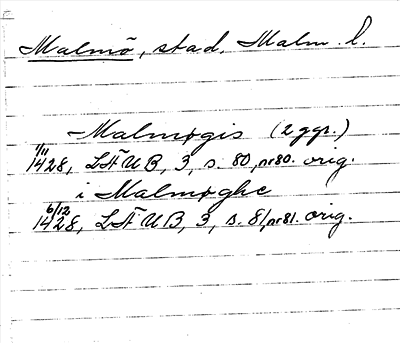 Malmö, stad, Malm. l.
Malmøgis (2 ggr.)
1/11 1428, LÄUB, 3, s. 80, nr 80. orig.
i Malmøghe
6/12 1428, LÄUB, 3, s. 81, nr 81. orig.